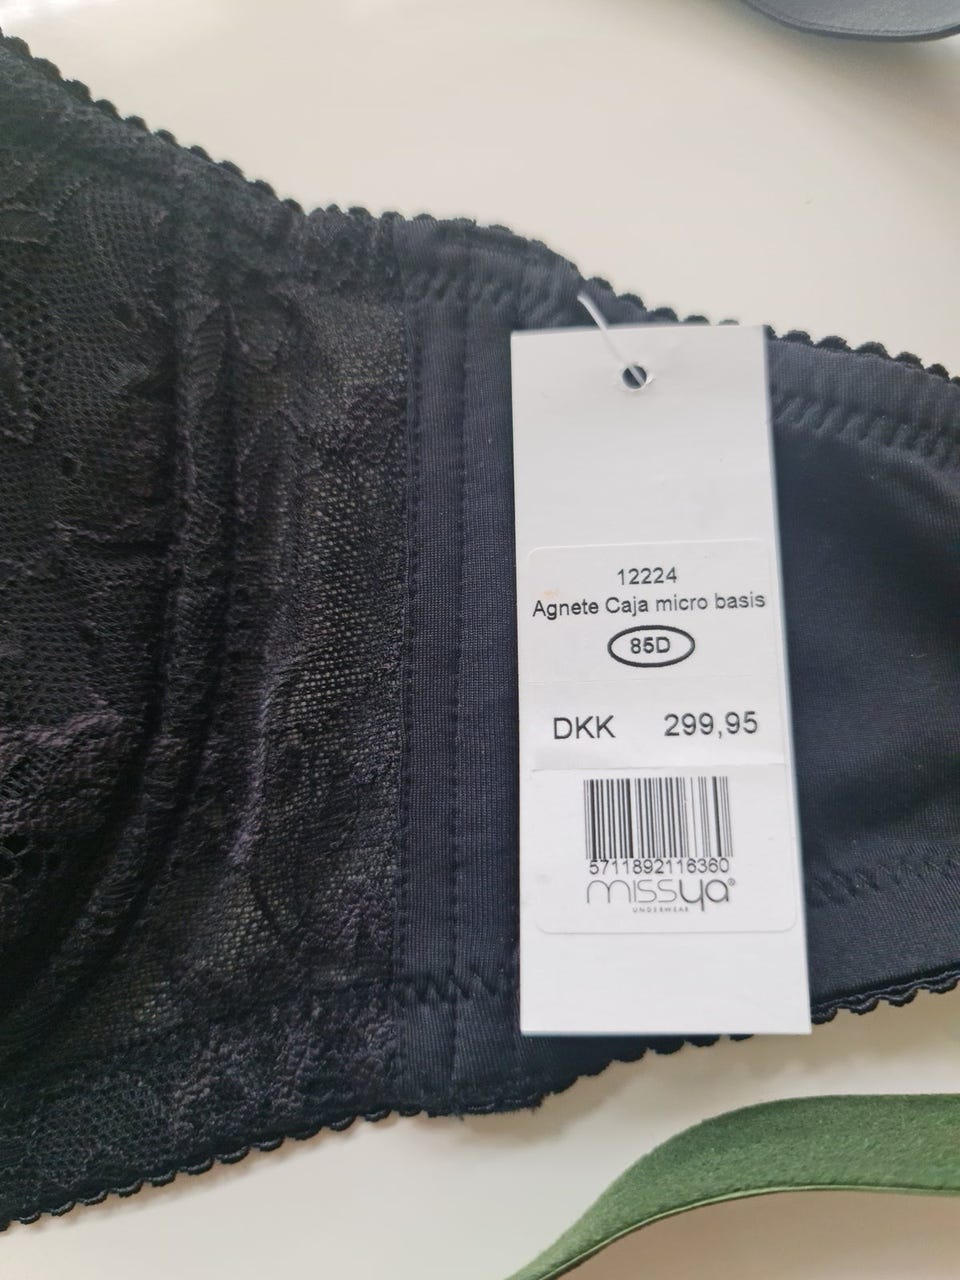 12224
Agnete Caja micro basis
85D
DKK 299,95
5711892116360
missya®
UNDERWEAR